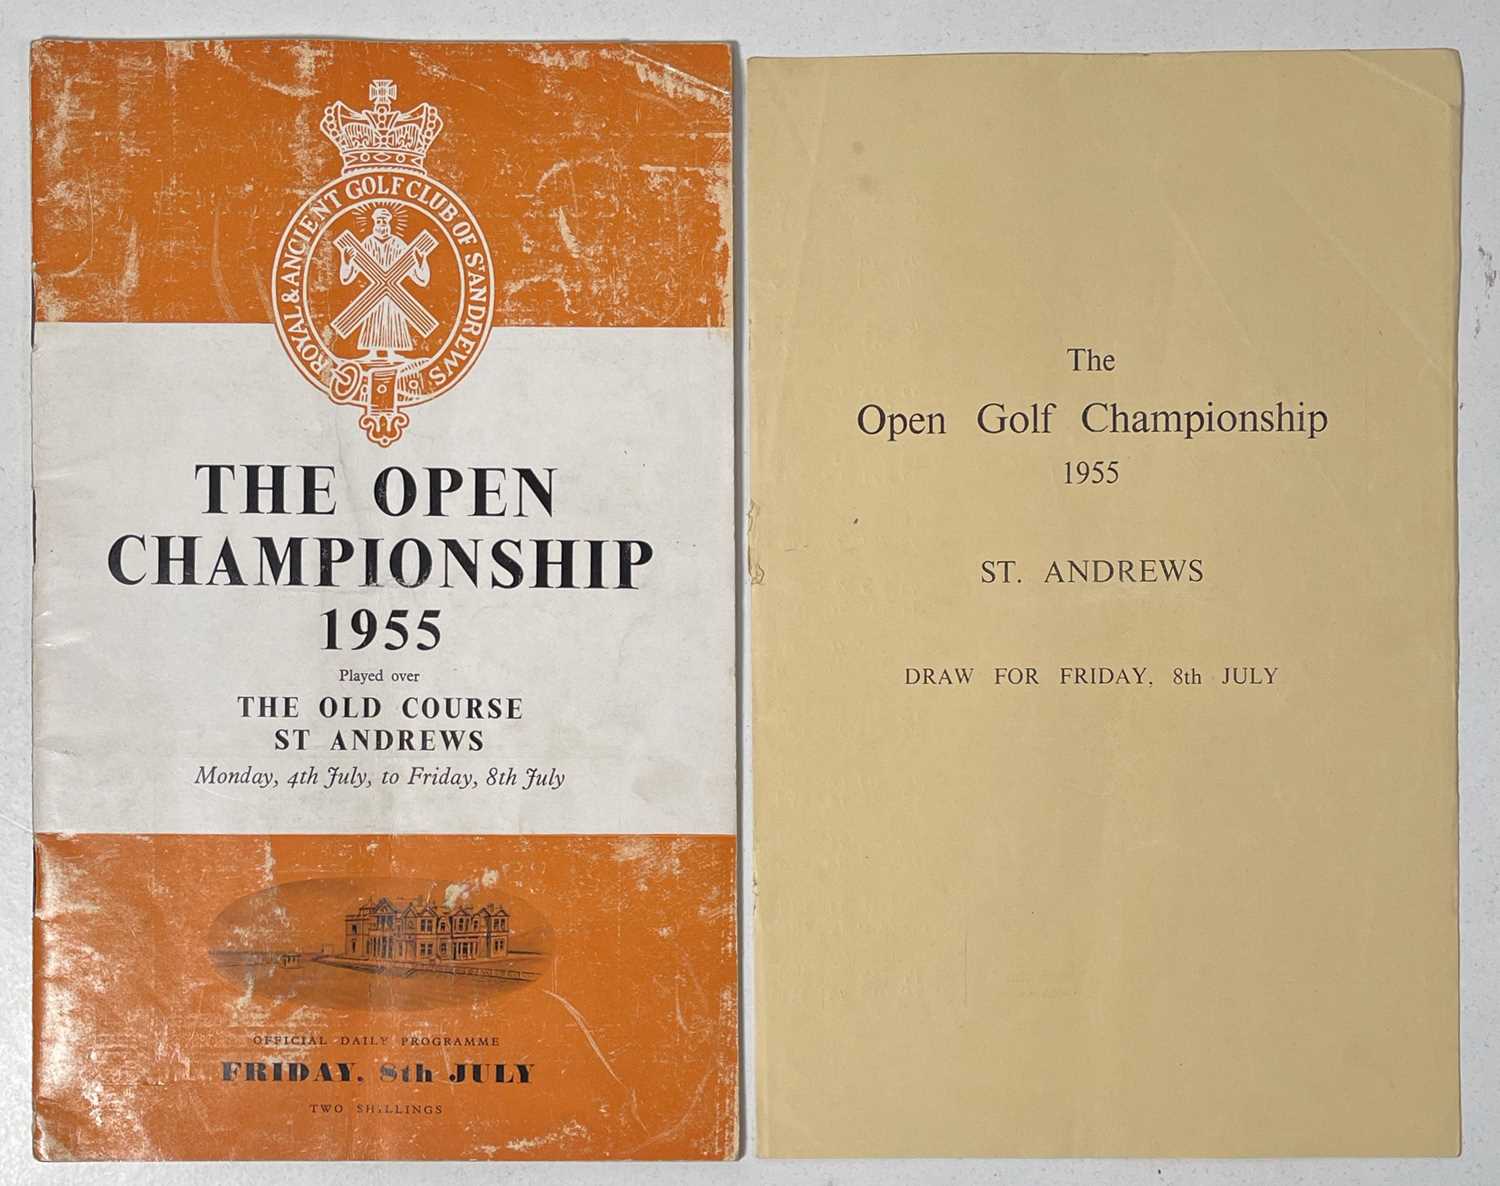 ROYAL & ANCIENT GOLF CLUB OF ST ANDREWS
THE OPEN
CHAMPIONSHIP
1955
Played over
THE OLD COURSE
ST ANDREWS
Monday, 4th July, to Friday, 8th July
OFFICIAL DAILY PROGRAMME
FRIDAY, 8th JULY
TWO SHILLINGS
The
Open Golf Championship
1955
ST. ANDREWS
DRAW FOR FRIDAY, 8th JULY